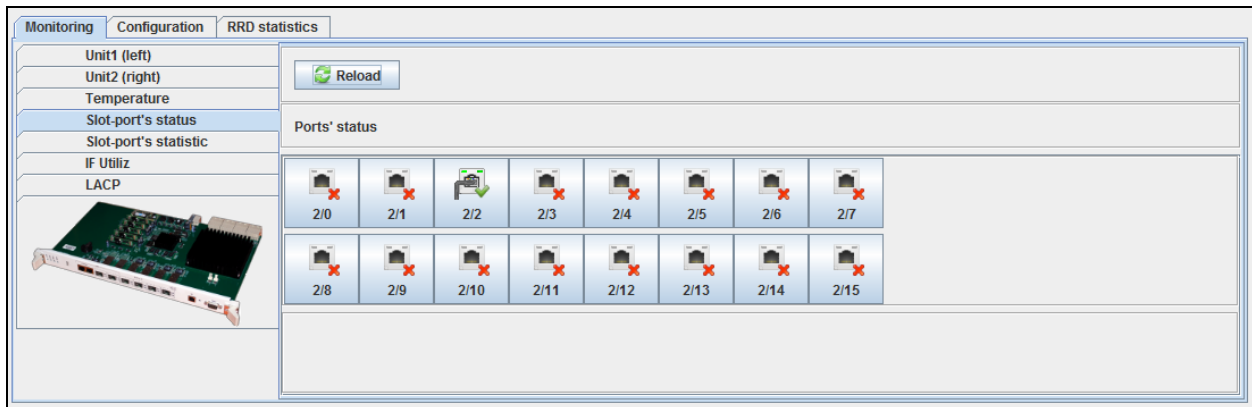 Monitoring Configuration RRD statistics
Unit1 (left)
Unit2 (right)
Temperature
Slot-port's status
Slot-port's statistic
IF Utiliz
LACP
Reload
Ports' status
2/0 2/1 2/2 2/3 2/4 2/5 2/6 2/7
2/8 2/9 2/10 2/11 2/12 2/13 2/14 2/15